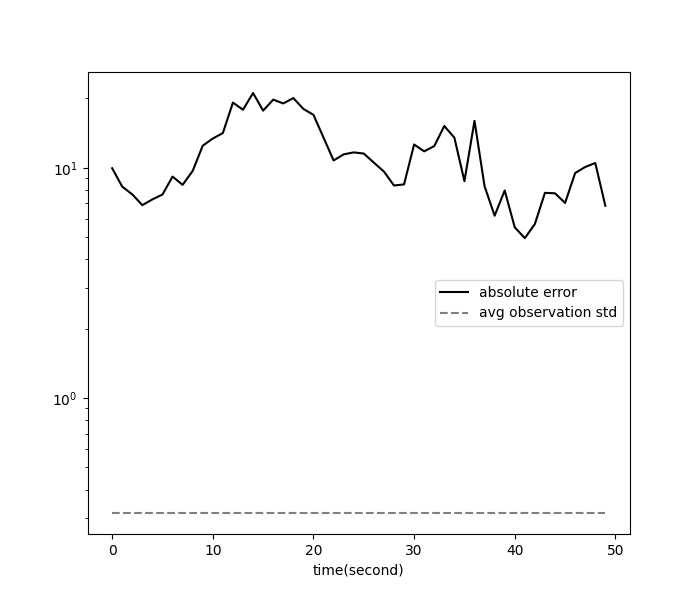 10¹
10⁰
absolute error
avg observation std
0 10 20 30 40 50
time(second)